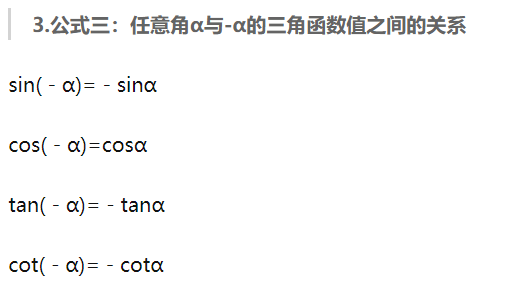 3.公式三：任意角α与-α的三角函数值之间的关系
sin(﹣α)=﹣sinα
cos(﹣α)=cosα
tan(﹣α)=﹣tanα
cot(﹣α)=﹣cotα